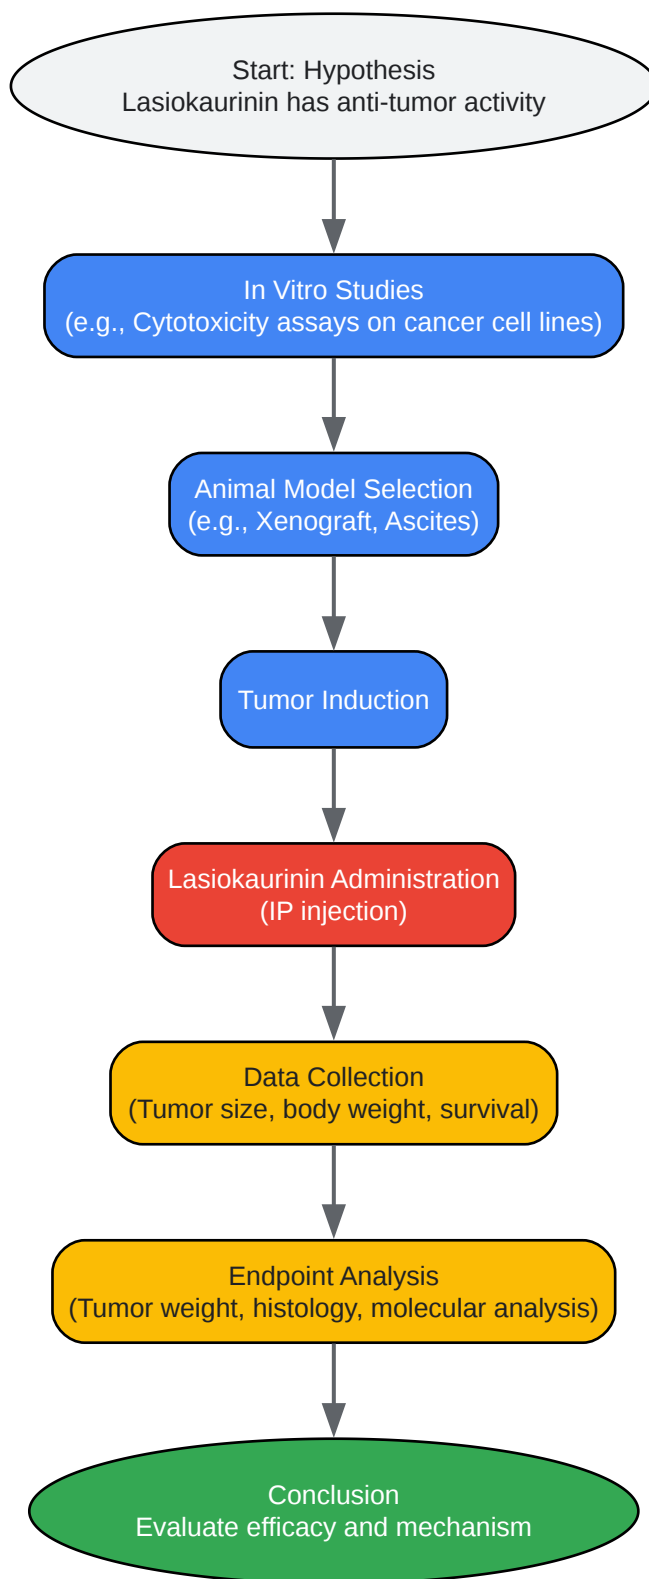 Start: Hypothesis
Lasiokaurinin has anti-tumor activity
In Vitro Studies
(e.g., Cytotoxicity assays on cancer cell lines)
Animal Model Selection
(e.g., Xenograft, Ascites)
Tumor Induction
Lasiokaurinin Administration
(IP injection)
Data Collection
(Tumor size, body weight, survival)
Endpoint Analysis
(Tumor weight, histology, molecular analysis)
Conclusion
Evaluate efficacy and mechanism